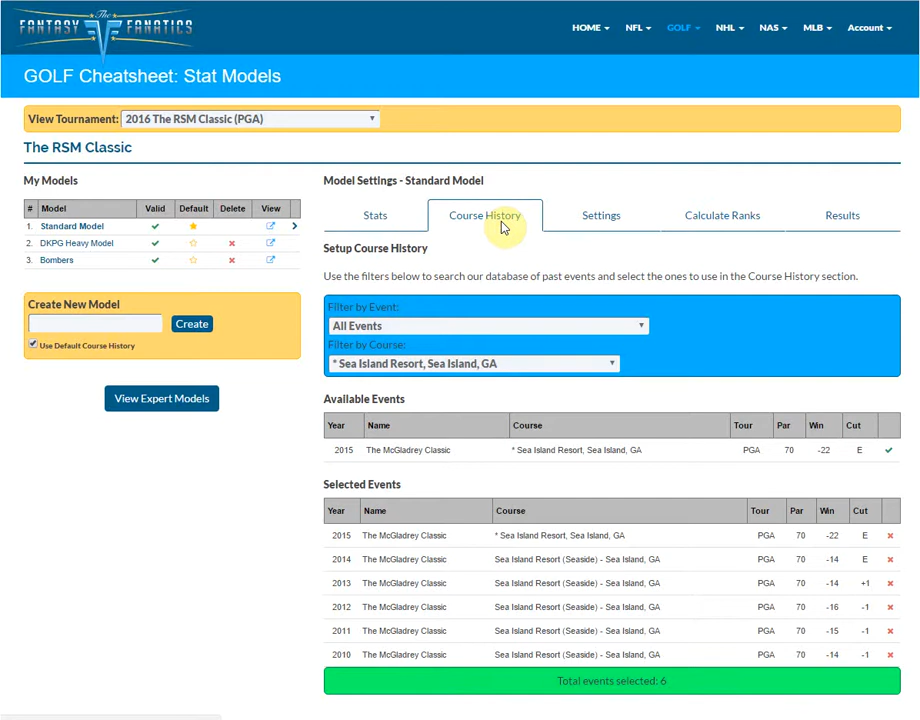 The
FANTASY FANATICS
HOME NFL GOLF NHL NAS MLB Account
GOLF Cheatsheet: Stat Models
View Tournament: 2016 The RSM Classic (PGA)
The RSM Classic
My Models
# Model Valid Default Delete View
1. Standard Model
2. DKPG Heavy Model
3. Bombers
Create New Model
Create
Use Default Course History
View Expert Models
Model Settings - Standard Model
Stats Course History Settings Calculate Ranks Results
Setup Course History
Use the filters below to search our database of past events and select the ones to use in the Course History section.
Filter by Event:
All Events
Filter by Course:
* Sea Island Resort, Sea Island, GA
Available Events
Year Name Course Tour Par Win Cut
2015 The McGladrey Classic * Sea Island Resort, Sea Island, GA PGA 70 -22 E
Selected Events
Year Name Course Tour Par Win Cut
2015 The McGladrey Classic * Sea Island Resort, Sea Island, GA PGA 70 -22 E
2014 The McGladrey Classic Sea Island Resort (Seaside) - Sea Island, GA PGA 70 -14 E
2013 The McGladrey Classic Sea Island Resort (Seaside) - Sea Island, GA PGA 70 -14 +1
2012 The McGladrey Classic Sea Island Resort (Seaside) - Sea Island, GA PGA 70 -16 -1
2011 The McGladrey Classic Sea Island Resort (Seaside) - Sea Island, GA PGA 70 -15 -1
2010 The McGladrey Classic Sea Island Resort (Seaside) - Sea Island, GA PGA 70 -14 -1
Total events selected: 6